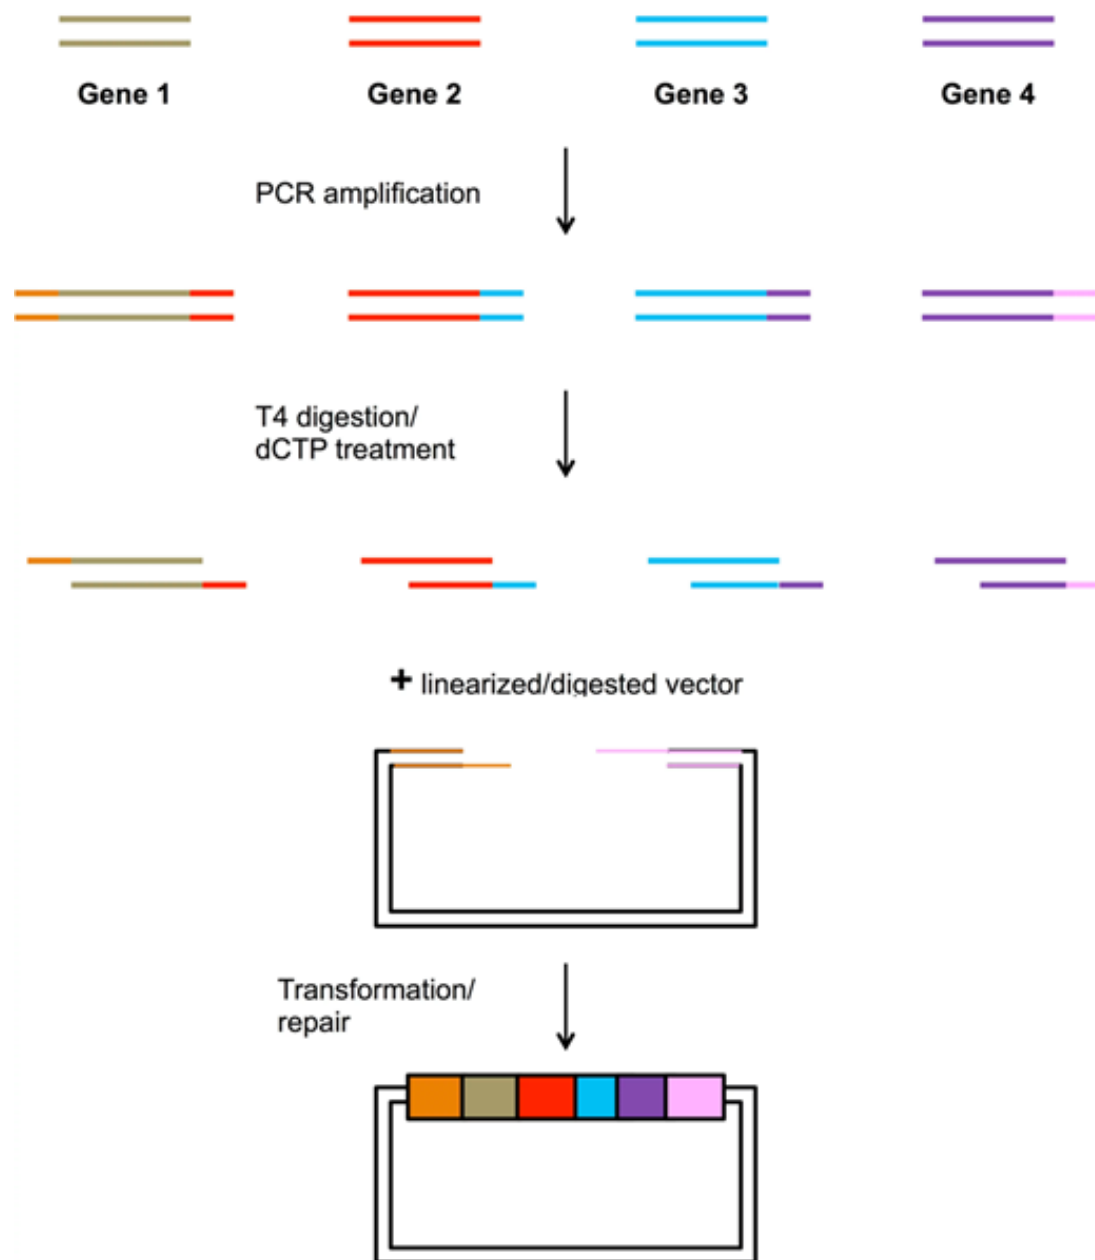 Gene 1 Gene 2 Gene 3 Gene 4
PCR amplification
T4 digestion/
dCTP treatment
+ linearized/digested vector
Transformation/
repair